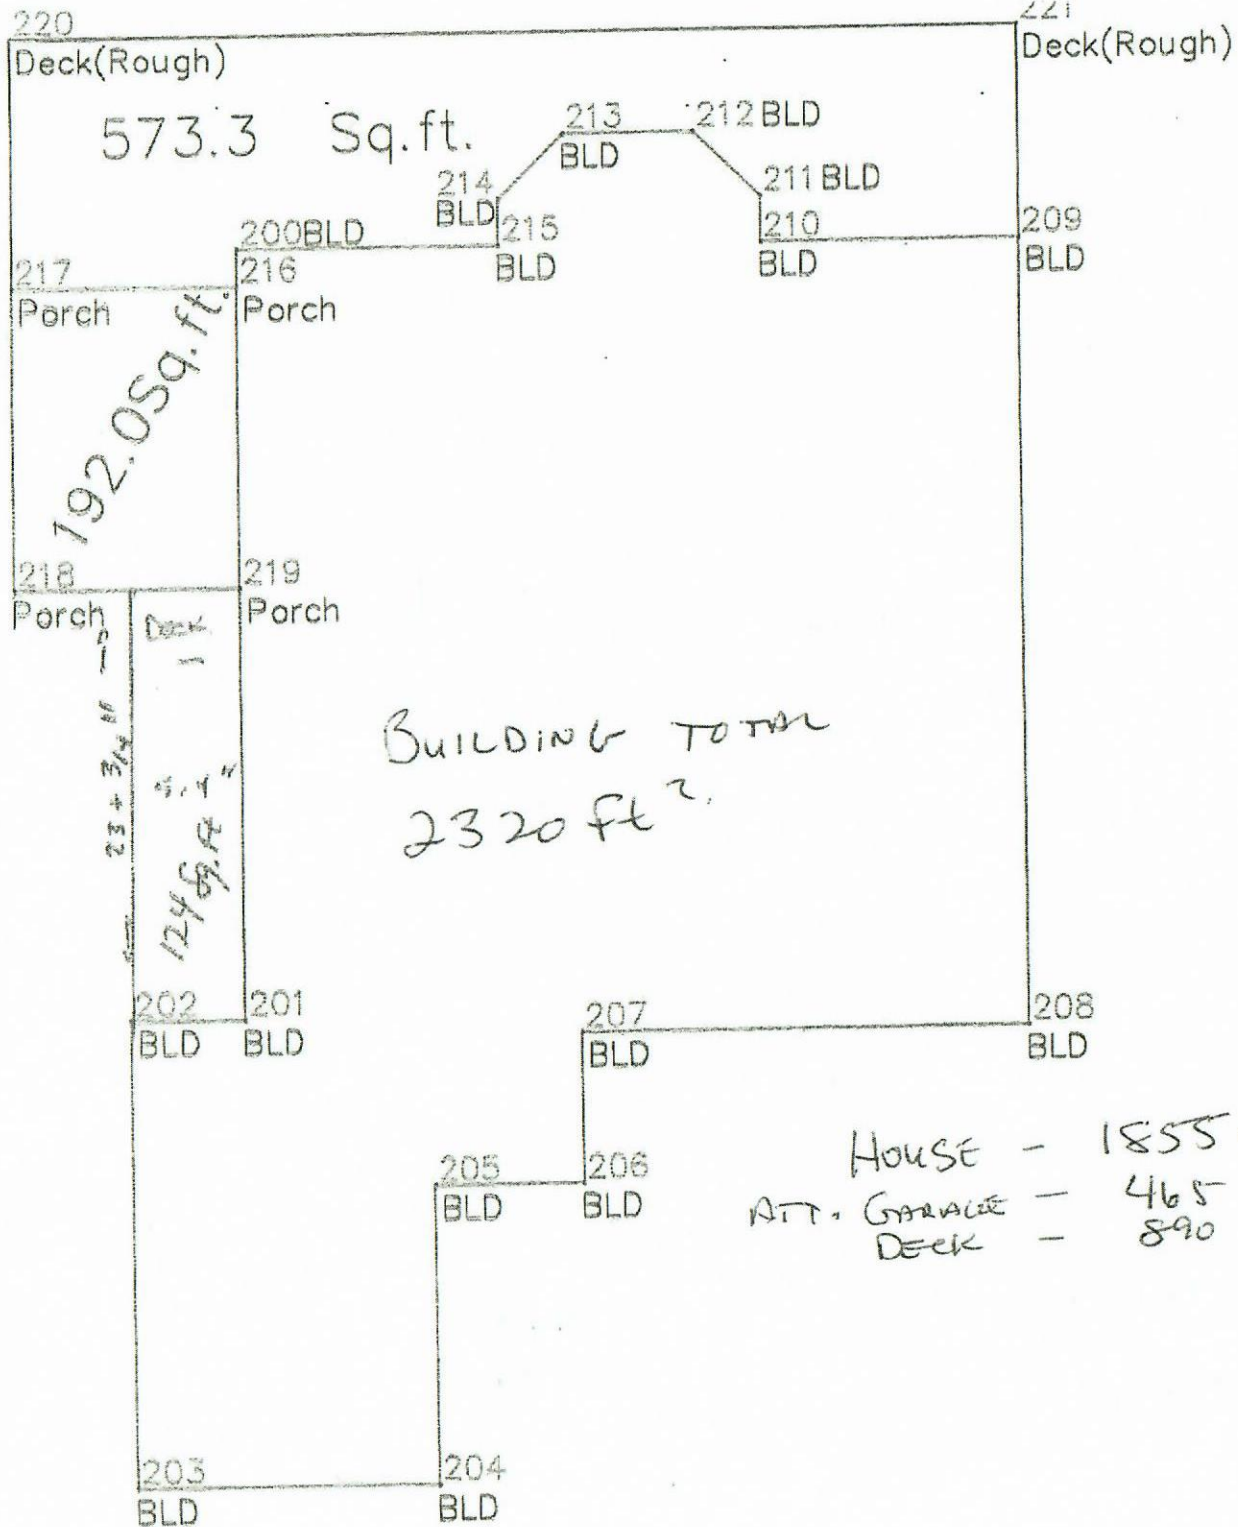 220
Deck(Rough)
221
Deck(Rough)
573.3 Sq.ft.
213
BLD
212 BLD
214
BLD
211 BLD
200BLD
215
BLD
210
BLD
209
BLD
217
Porch
216
Porch
192.0Sq.ft.
218
Porch
219
Porch
Deck
124 Sq.ft
BUILDING TOTAL
2320 ft².
202
BLD
201
BLD
207
BLD
208
BLD
205
BLD
206
BLD
HOUSE - 1855
ATT. GARAGE - 465
DECK - 890
203
BLD
204
BLD